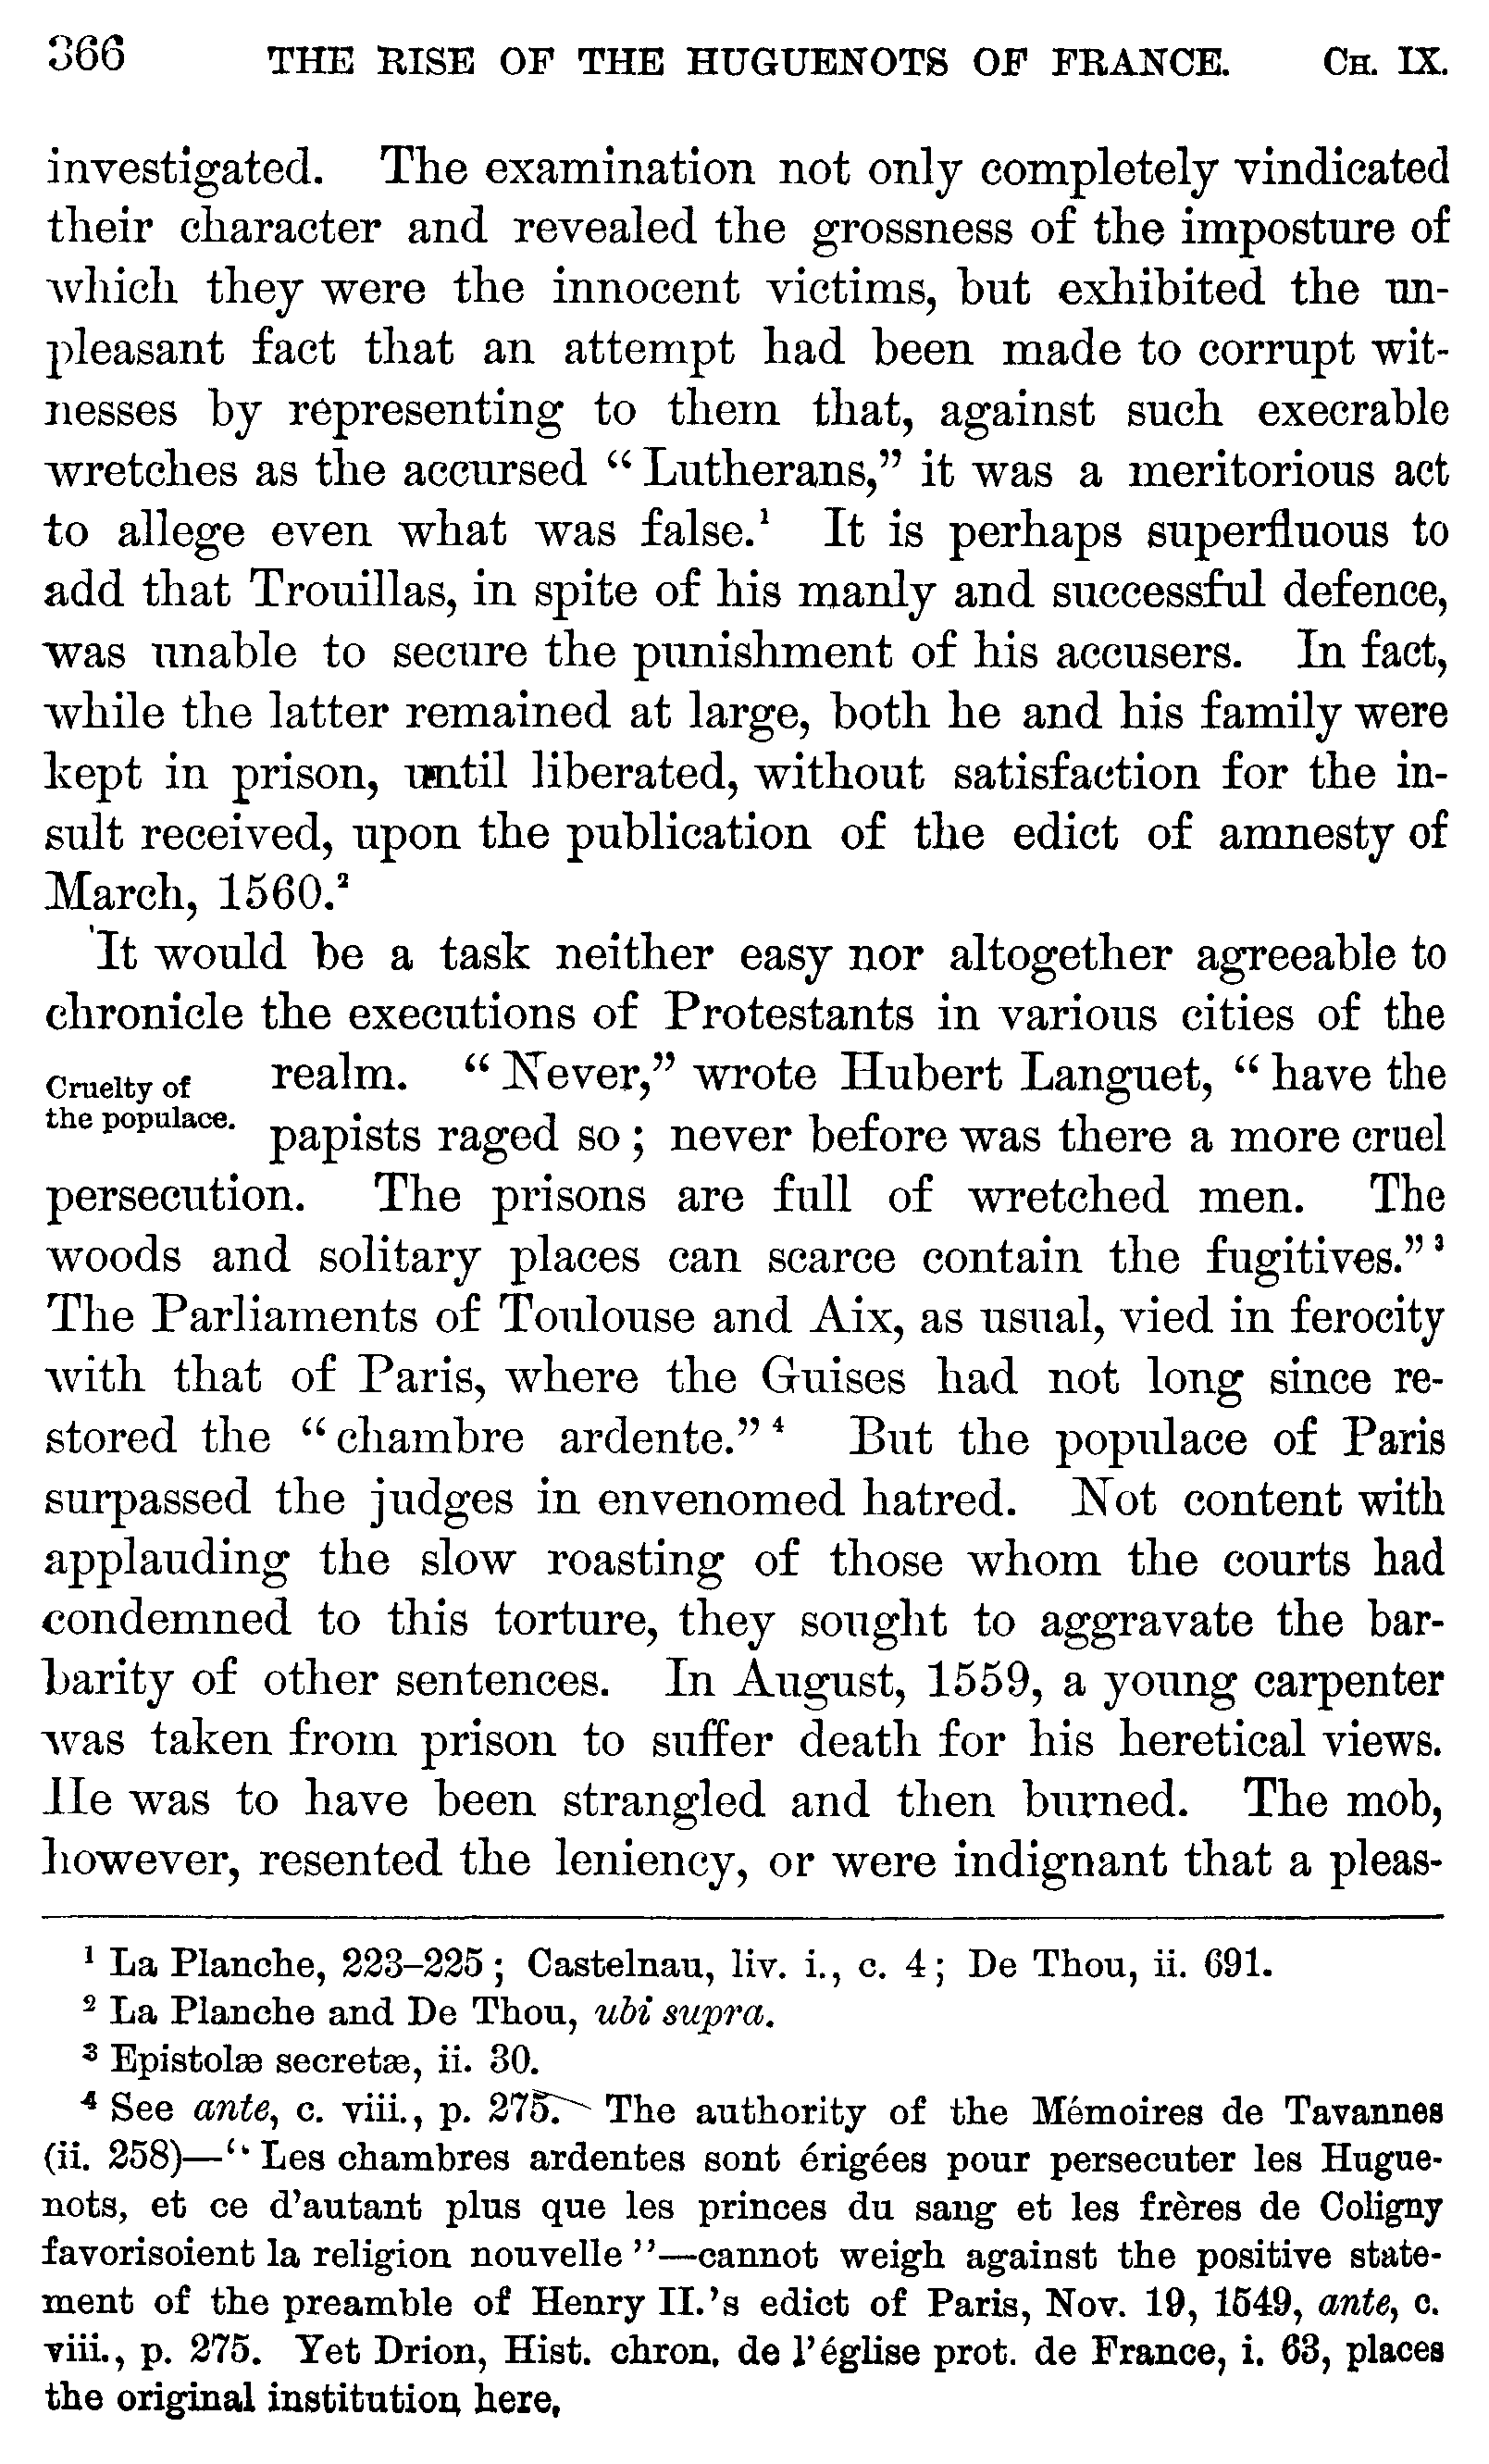 366 THE RISE OF THE HUGUENOTS OF FRANCE. CH. IX.
investigated. The examination not only completely vindicated
their character and revealed the grossness of the imposture of
which they were the innocent victims, but exhibited the un-
pleasant fact that an attempt had been made to corrupt wit-
nesses by representing to them that, against such execrable
wretches as the accursed “Lutherans,” it was a meritorious act
to allege even what was false.¹ It is perhaps superfluous to
add that Trouillas, in spite of his manly and successful defence,
was unable to secure the punishment of his accusers. In fact,
while the latter remained at large, both he and his family were
kept in prison, until liberated, without satisfaction for the in-
sult received, upon the publication of the edict of amnesty of
March, 1560.²
It would be a task neither easy nor altogether agreeable to
chronicle the executions of Protestants in various cities of the
Cruelty of
the populace.
realm. “Never,” wrote Hubert Languet, “have the
papists raged so; never before was there a more cruel
persecution. The prisons are full of wretched men. The
woods and solitary places can scarce contain the fugitives.”³
The Parliaments of Toulouse and Aix, as usual, vied in ferocity
with that of Paris, where the Guises had not long since re-
stored the “chambre ardente.”⁴ But the populace of Paris
surpassed the judges in envenomed hatred. Not content with
applauding the slow roasting of those whom the courts had
condemned to this torture, they sought to aggravate the bar-
barity of other sentences. In August, 1559, a young carpenter
was taken from prison to suffer death for his heretical views.
He was to have been strangled and then burned. The mob,
however, resented the leniency, or were indignant that a pleas-
¹ La Planche, 223–225; Castelnau, liv. i., c. 4; De Thou, ii. 691.
² La Planche and De Thou, ubi supra.
³ Epistolæ secretæ, ii. 30.
⁴ See ante, c. viii., p. 275. The authority of the Mémoires de Tavannes
(ii. 258)—“Les chambres ardentes sont érigées pour persecuter les Hugue-
nots, et ce d’autant plus que les princes du sang et les frères de Coligny
favorisoient la religion nouvelle”—cannot weigh against the positive state-
ment of the preamble of Henry II.’s edict of Paris, Nov. 19, 1549, ante, c.
viii., p. 275. Yet Drion, Hist. chron. de l’église prot. de France, i. 63, places
the original institution here.